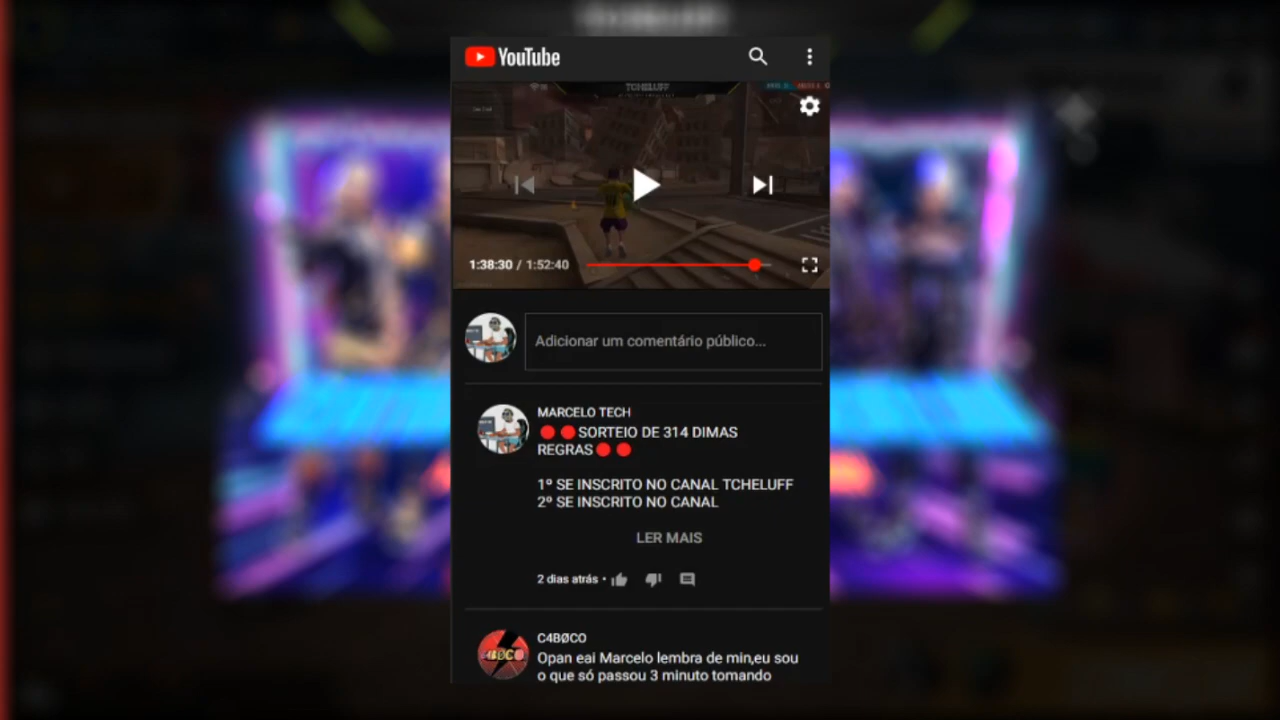 YouTube
TCHELUFF
1:38:30 / 1:52:40
Adicionar um comentário público...
MARCELO TECH
🔴🔴SORTEIO DE 314 DIMAS
REGRAS🔴🔴
1º SE INSCRITO NO CANAL TCHELUFF
2º SE INSCRITO NO CANAL
LER MAIS
2 dias atrás •
C4BØCO
C4BØCO
Opan eai Marcelo lembra de min,eu sou
o que só passou 3 minuto tomando